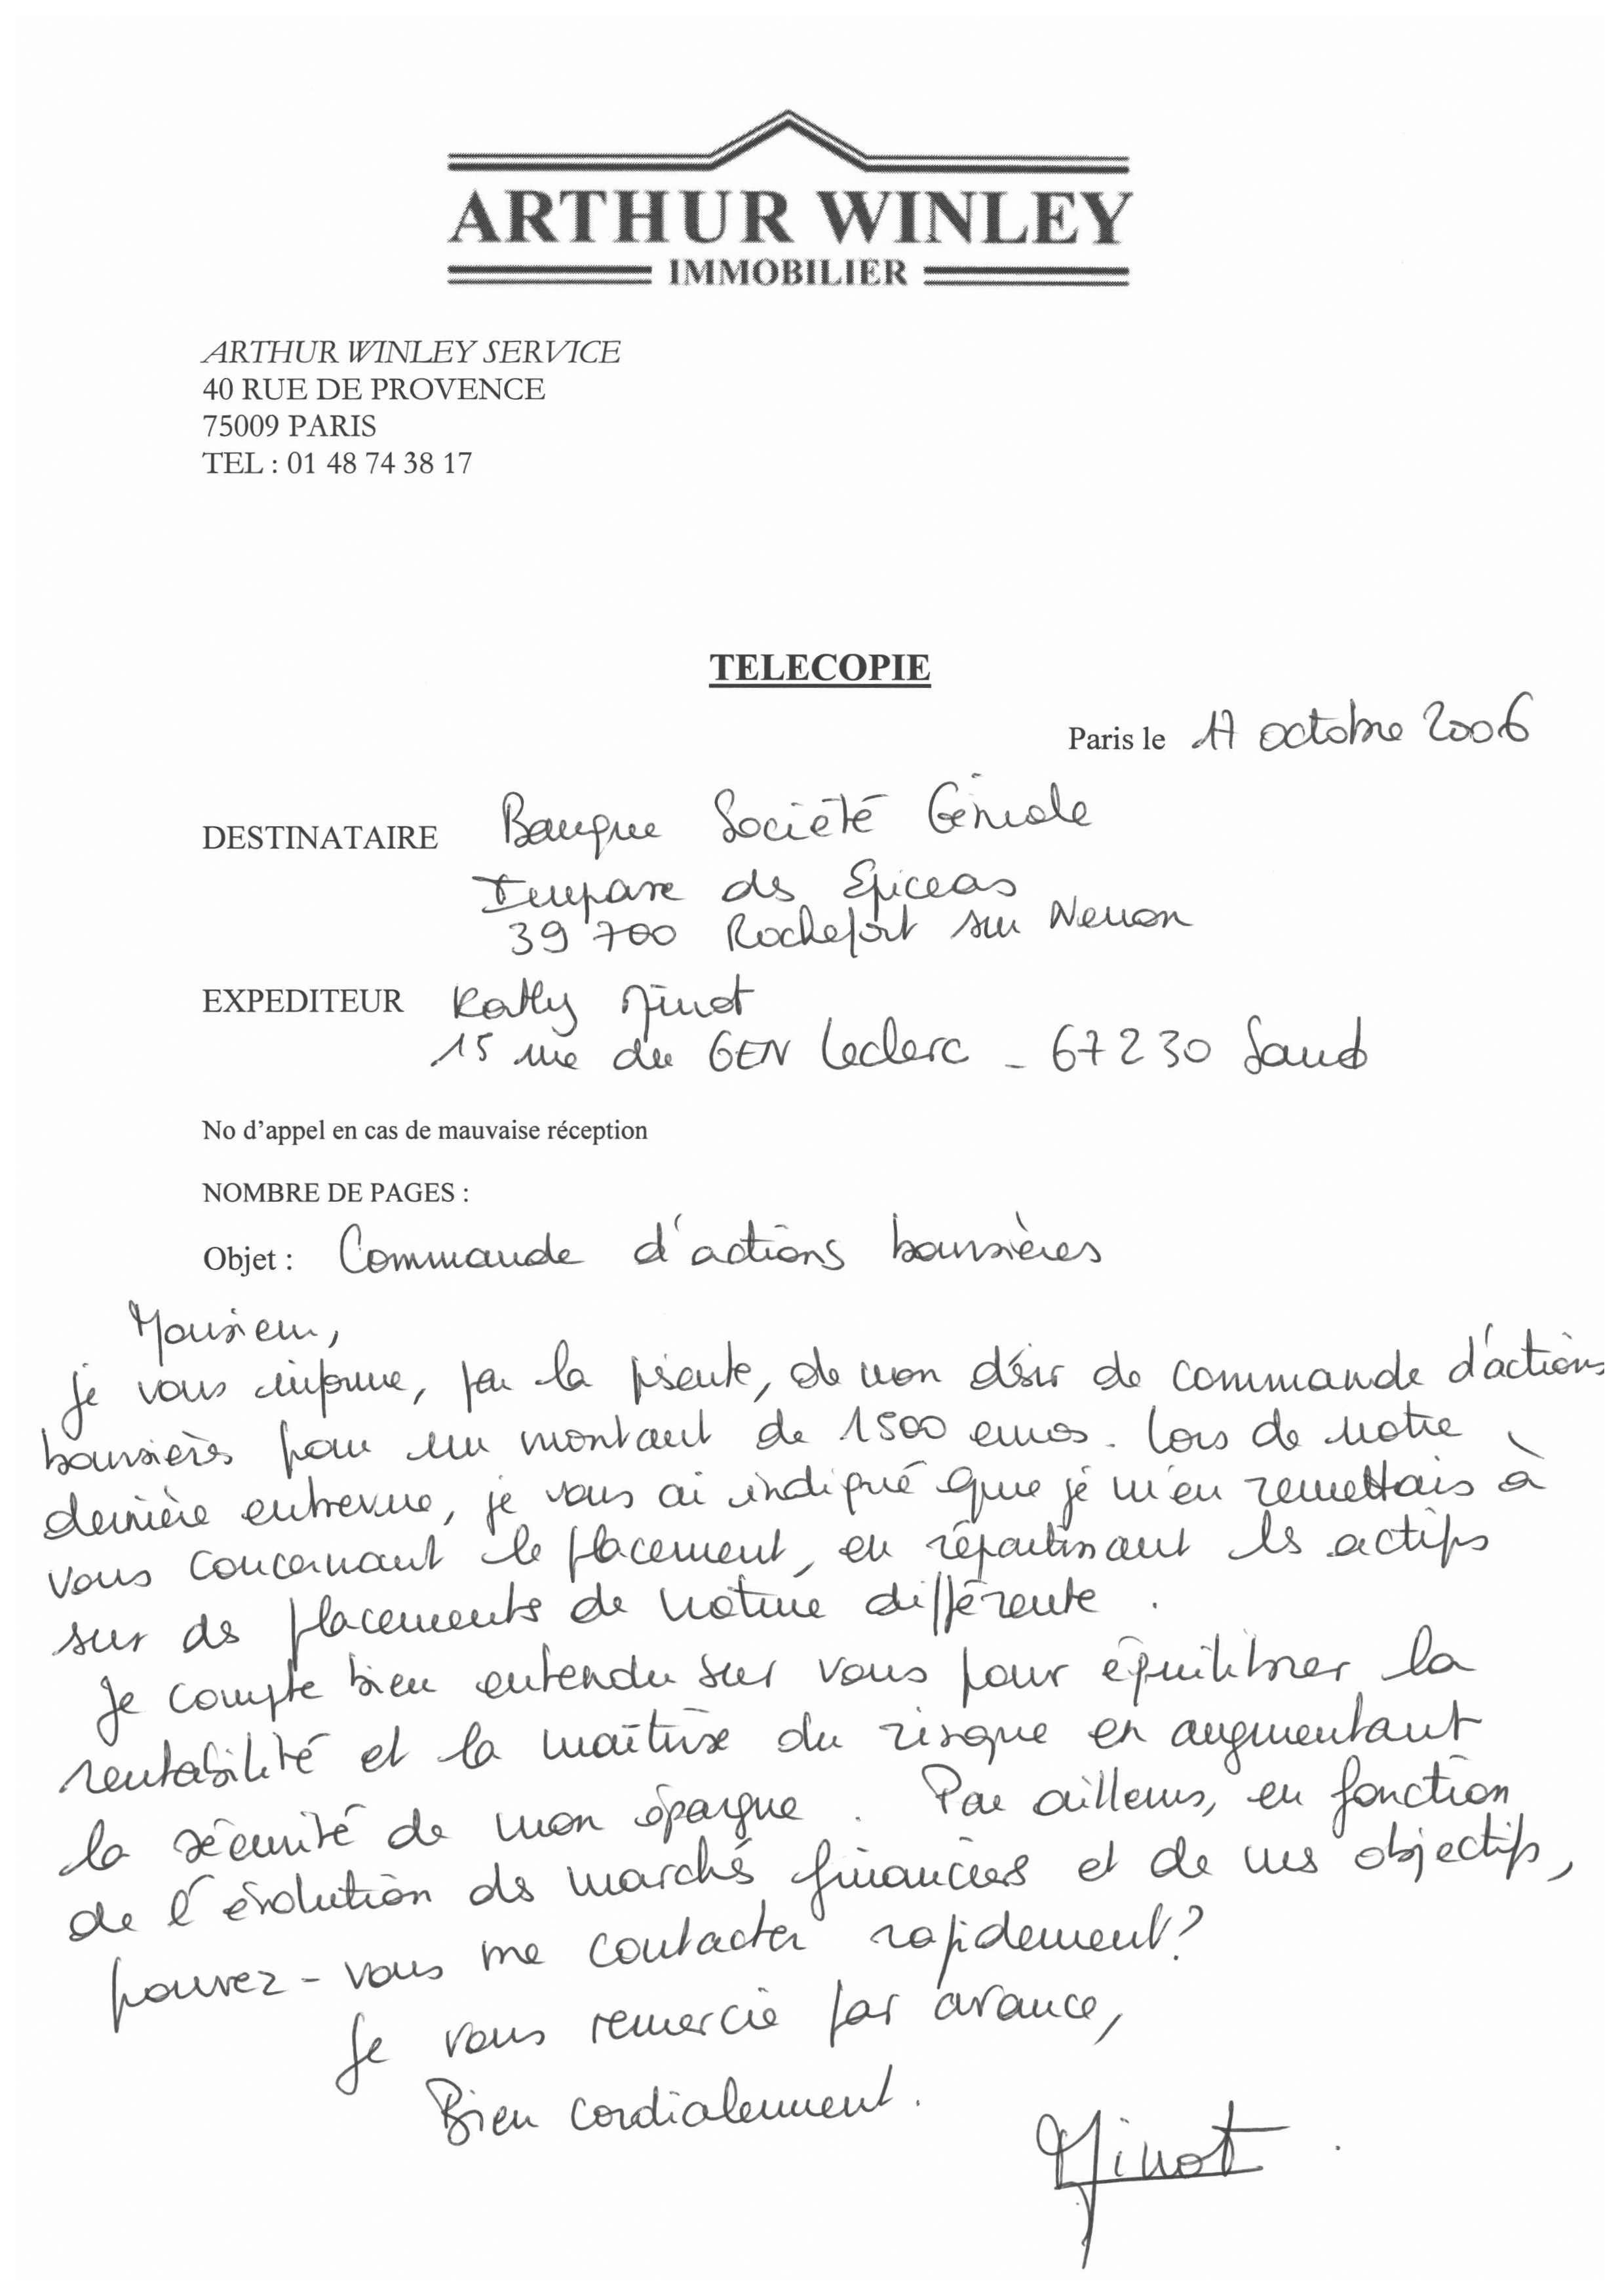 ARTHUR WINLEY
IMMOBILIER
ARTHUR WINLEY SERVICE
40 RUE DE PROVENCE
75009 PARIS
TEL : 01 48 74 38 17
TELECOPIE
Paris le 17 octobre 2006
DESTINATAIRE Banque Société Générale
Impasse des Epiceas
39 700 Rochefort sur Nenon
EXPEDITEUR Kathy Minot
15 rue du GEN Leclerc - 67230 Sand
No d'appel en cas de mauvaise réception
NOMBRE DE PAGES :
Objet : Commande d'actions boursières
Monsieur,
je vous informe, par la présente, de mon désir de commande d'actions
boursières pour un montant de 1500 euros. Lors de notre
dernière entrevue, je vous ai indiqué que je m'en remettais à
vous concernant le placement, en répartissant les actifs
sur des placements de nature différente.
Je compte bien entendu sur vous pour équilibrer la
rentabilité et la maîtrise du risque en augmentant
la sécurité de mon épargne. Par ailleurs, en fonction
de l'évolution des marchés financiers et de mes objectifs,
pouvez-vous me contacter rapidement?
Je vous remercie par avance,
Bien cordialement.
Minot